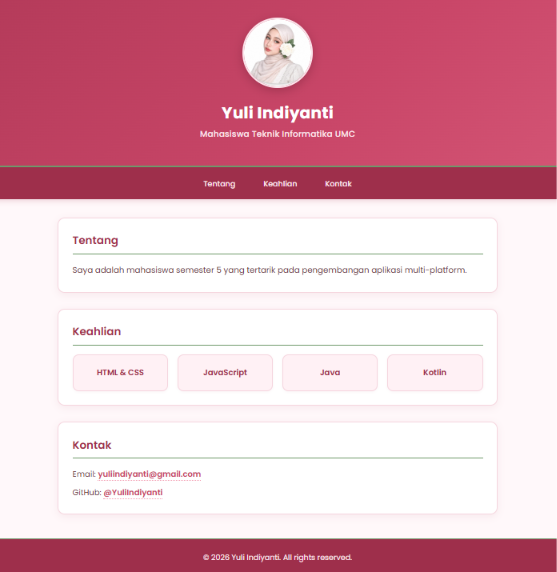 Yuli Indiyanti
Mahasiswa Teknik Informatika UMC
Tentang Keahlian Kontak
Tentang
Saya adalah mahasiswa semester 5 yang tertarik pada pengembangan aplikasi multi-platform.
Keahlian
HTML & CSS JavaScript Java Kotlin
Kontak
Email: yuliindiyanti@gmail.com
GitHub: @YuliIndiyanti
© 2026 Yuli Indiyanti. All rights reserved.